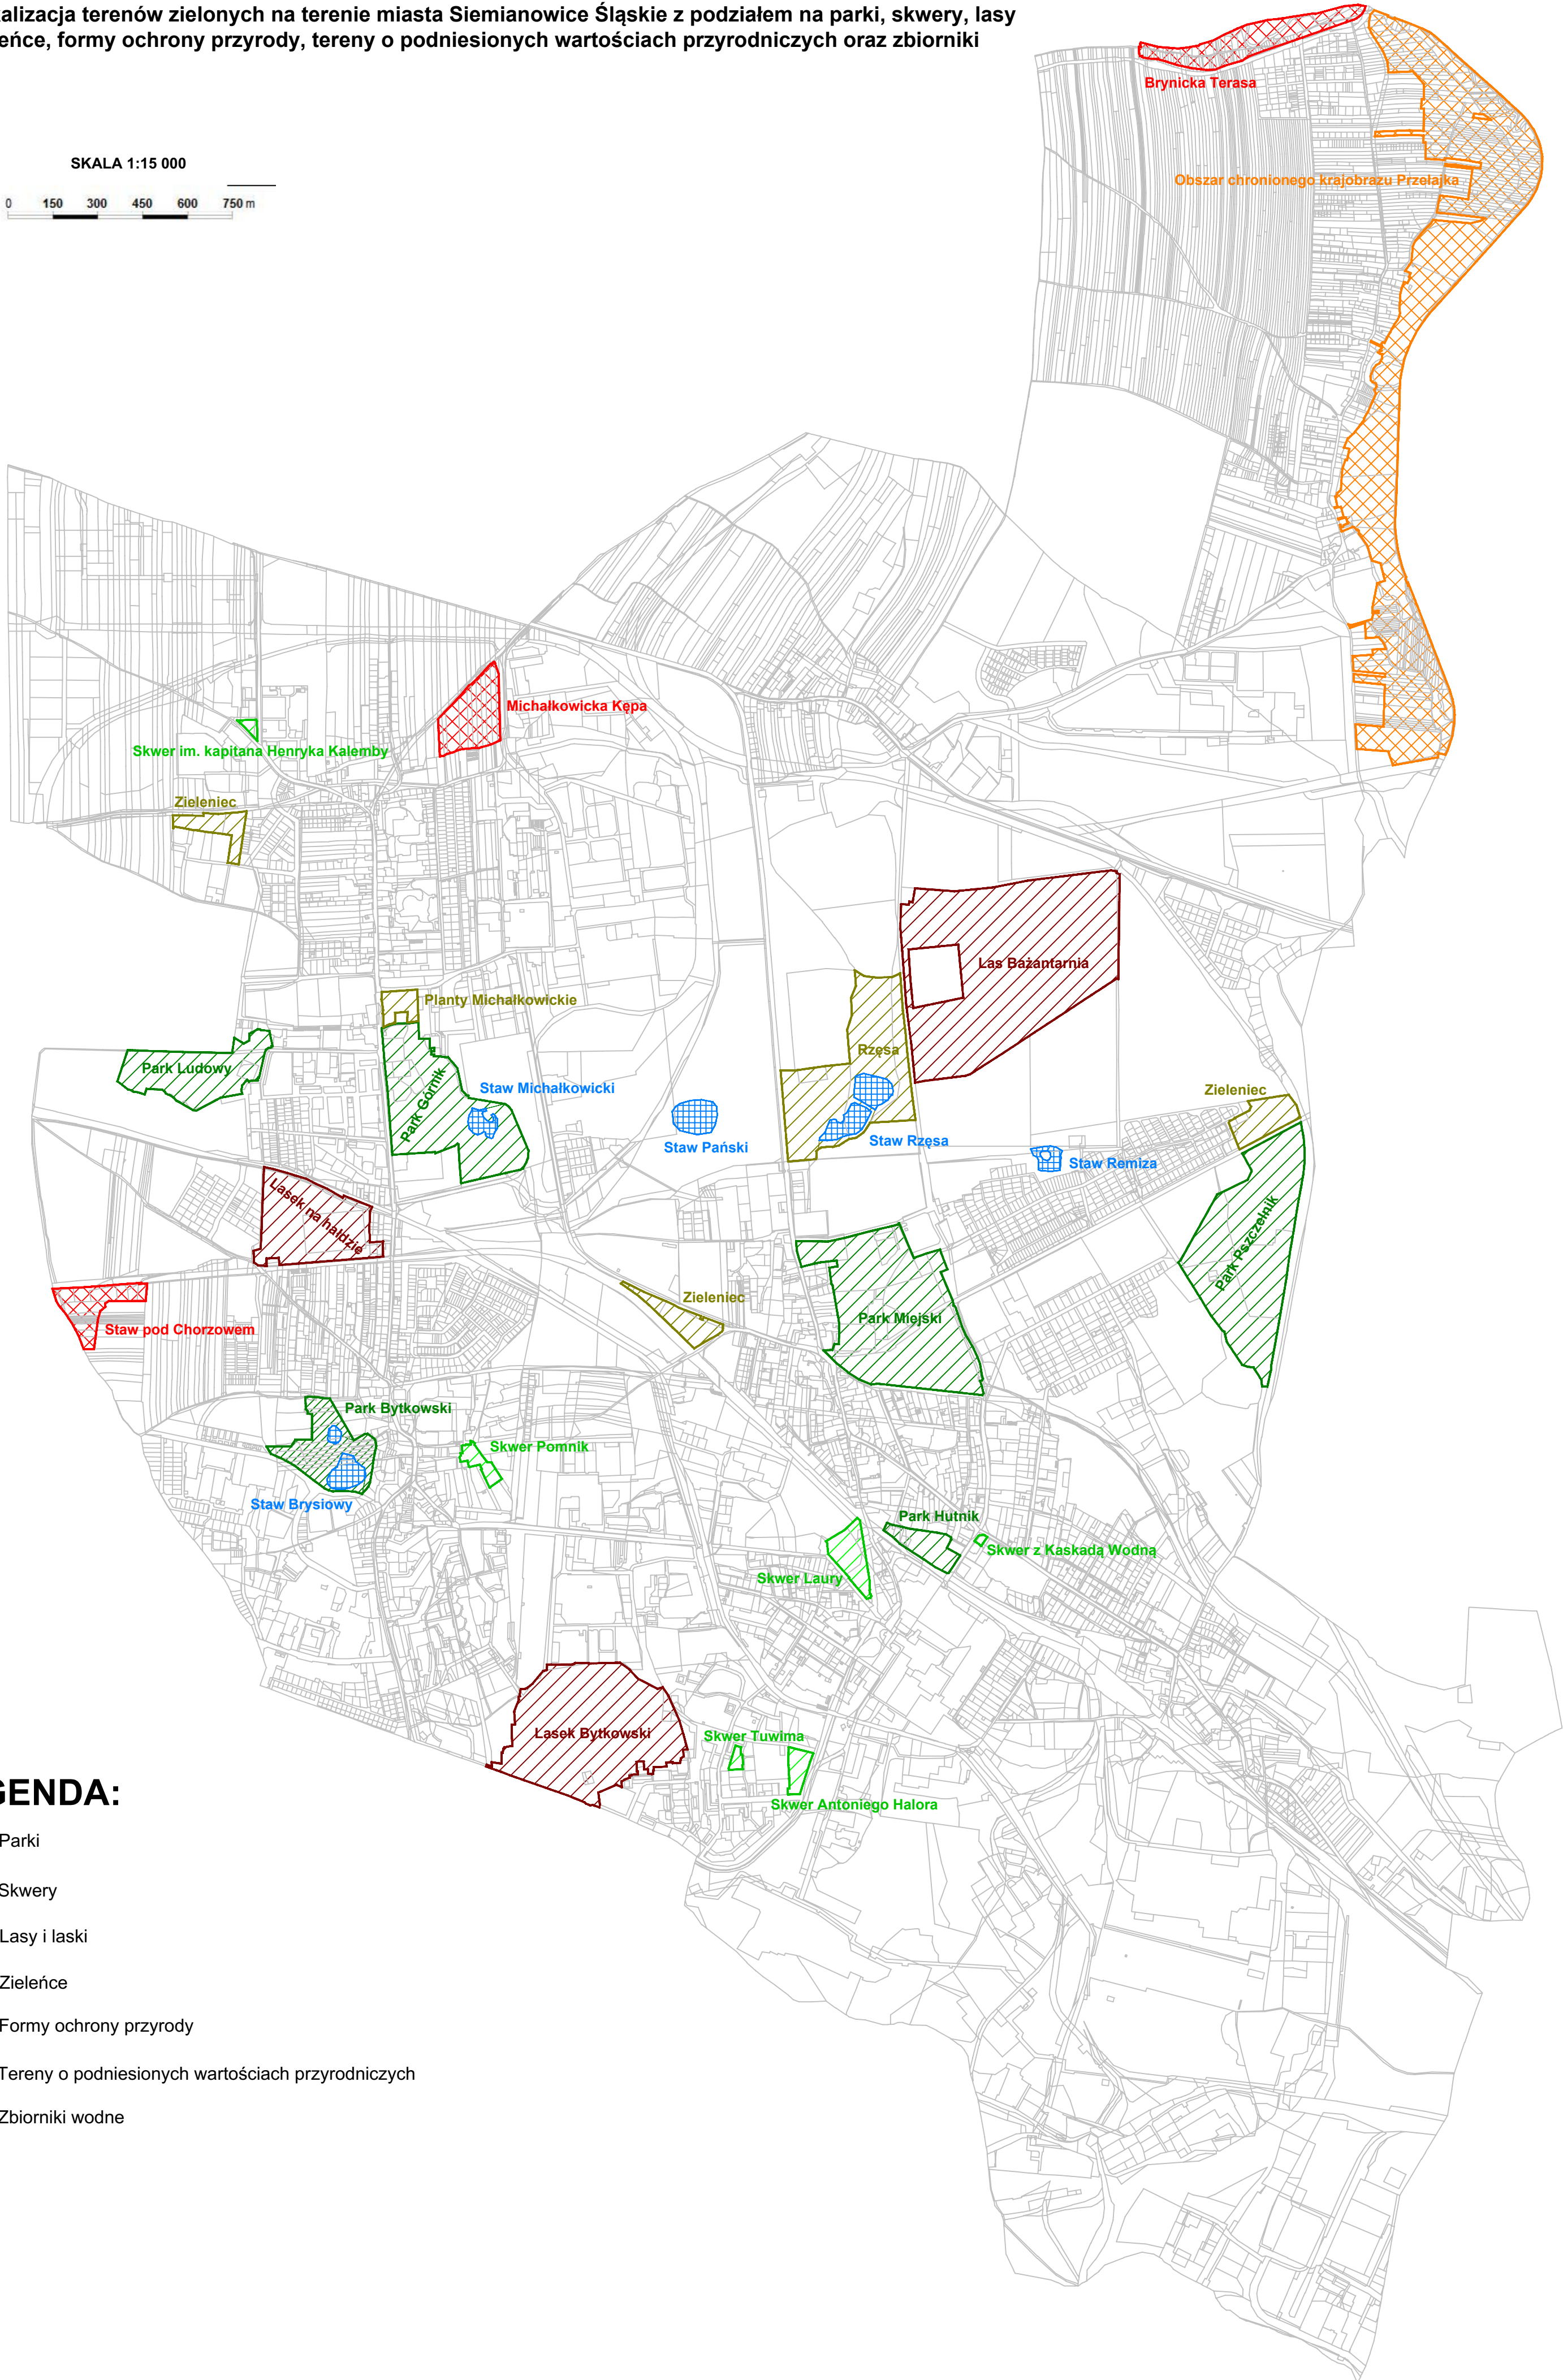 kalizacja terenów zielonych na terenie miasta Siemianowice Śląskie z podziałem na parki, skwery, lasy
eńce, formy ochrony przyrody, tereny o podniesionych wartościach przyrodniczych oraz zbiorniki
Brynicka Terasa
SKALA 1:15 000
Obszar chronionego krajobrazu Przełajka
0 150 300 450 600 750 m
Michałkowicka Kępa
Skwer im. kapitana Henryka Kalemby
Zieleniec
Las Bażantarnia
Planty Michałkowickie
Rzęsa
Park Ludowy
Park Górnik
Staw Michałkowicki
Zieleniec
Staw Pański
Staw Rzęsa
Staw Remiza
Lasek na hałdzie
Park Pszczelnik
Zieleniec
Park Miejski
Staw pod Chorzowem
Park Bytkowski
Skwer Pomnik
Staw Brysiowy
Park Hutnik
Skwer z Kaskadą Wodną
Skwer Laury
Lasek Bytkowski
Skwer Tuwima
Skwer Antoniego Halora
GENDA:
Parki
Skwery
Lasy i laski
Zieleńce
Formy ochrony przyrody
Tereny o podniesionych wartościach przyrodniczych
Zbiorniki wodne